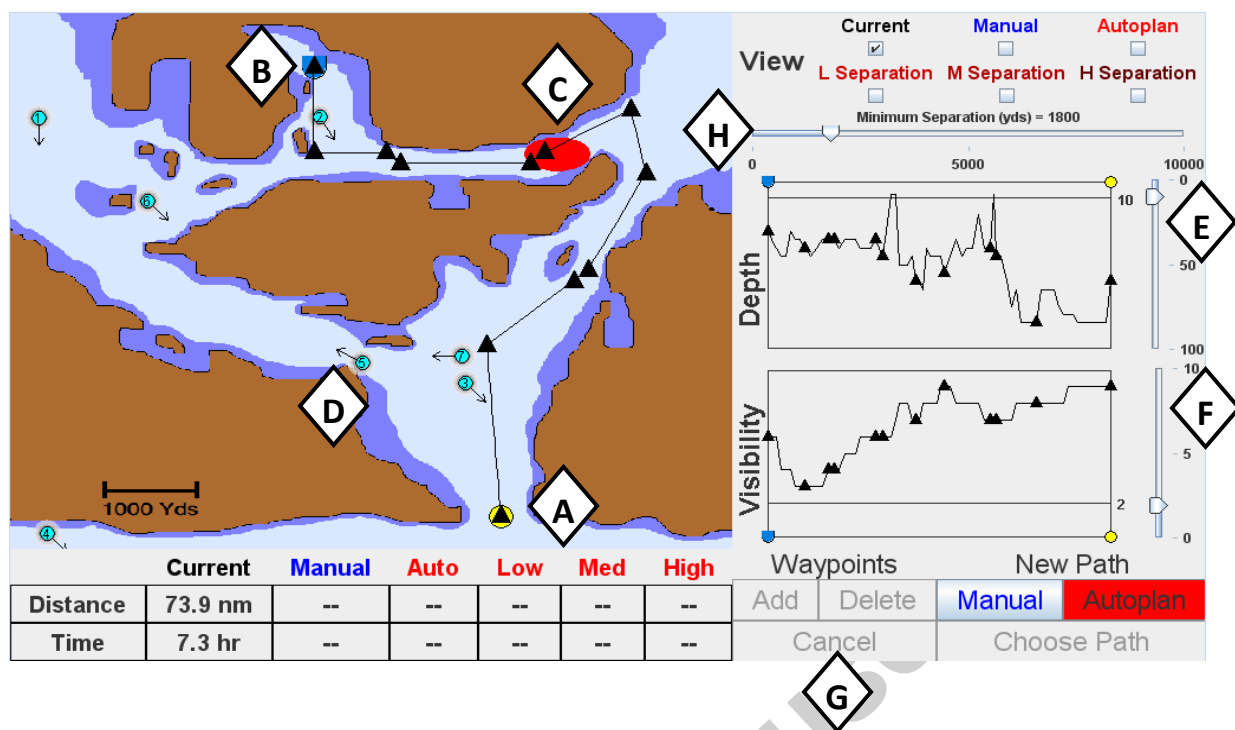 Current Manual Autoplan
View
L Separation M Separation H Separation
Minimum Separation (yds) = 1800
0 5000 10000
A
B
C
D
E
F
G
H
1
2
6
5
7
3
4
1000 Yds
Depth
0
10
50
100
Visibility
10
5
2
0
Waypoints New Path
Add Delete Manual Autoplan
Cancel Choose Path
Current Manual Auto Low Med High
Distance 73.9 nm -- -- -- -- --
Time 7.3 hr -- -- -- -- --